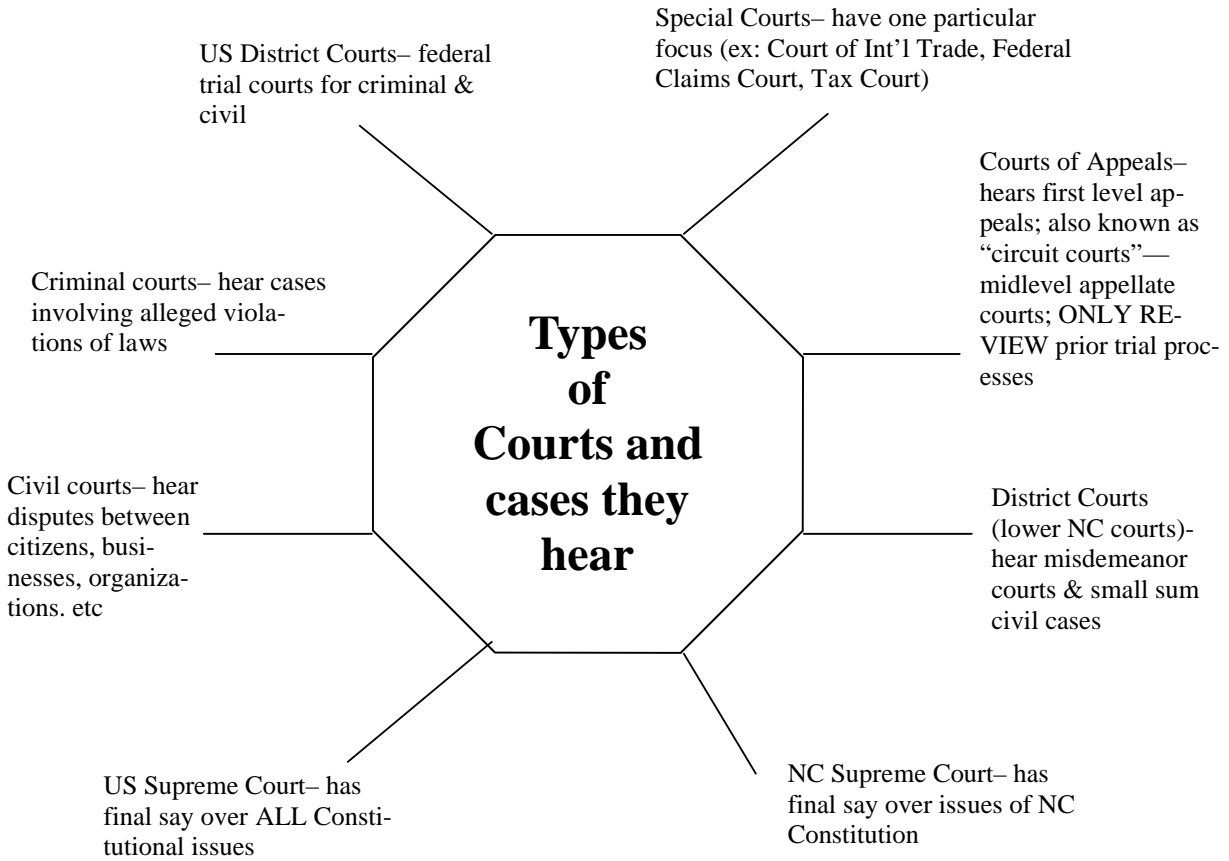 US District Courts– federal
trial courts for criminal &
civil
Special Courts– have one particular
focus (ex: Court of Int’l Trade, Federal
Claims Court, Tax Court)
Courts of Appeals–
hears first level ap-
peals; also known as
“circuit courts”—
midlevel appellate
courts; ONLY RE-
VIEW prior trial proc-
esses
Criminal courts– hear cases
involving alleged viola-
tions of laws
Types
of
Courts and
cases they
hear
Civil courts– hear
disputes between
citizens, busi-
nesses, organiza-
tions. etc
District Courts
(lower NC courts)-
hear misdemeanor
courts & small sum
civil cases
US Supreme Court– has
final say over ALL Consti-
tutional issues
NC Supreme Court– has
final say over issues of NC
Constitution